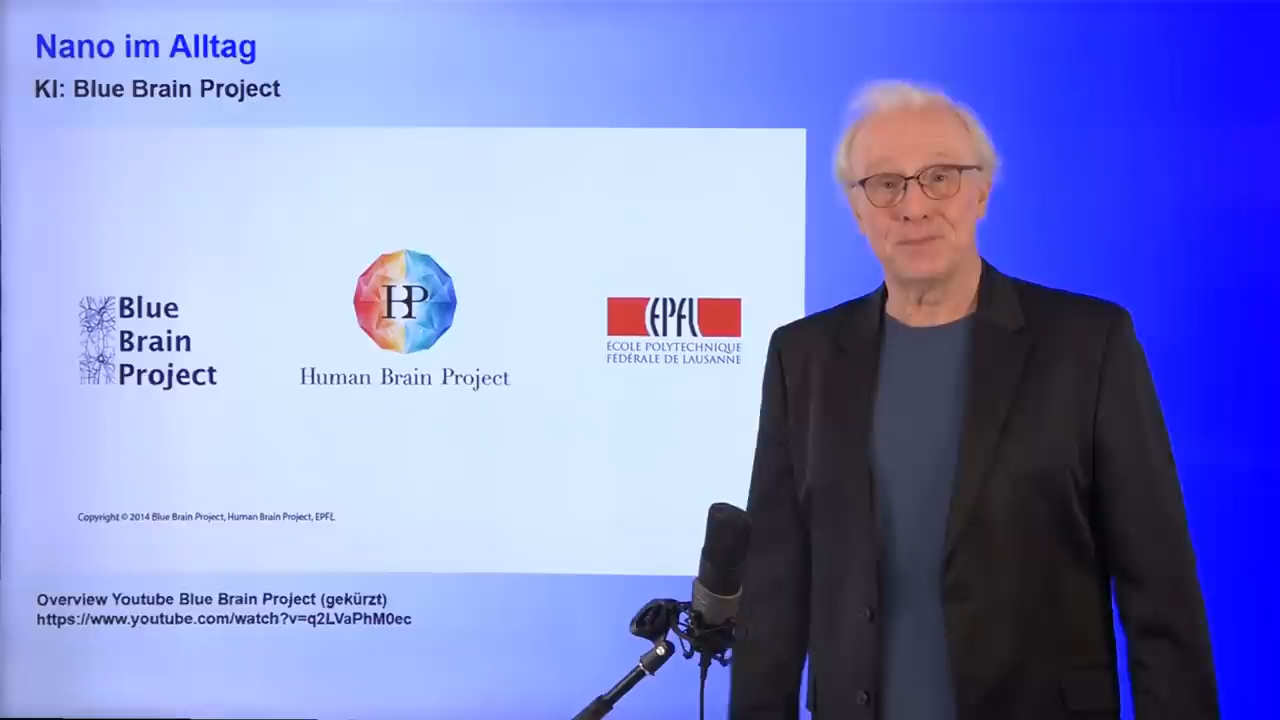 Nano im Alltag
KI: Blue Brain Project
Blue
Brain
Project
HP
Human Brain Project
EPFL
ÉCOLE POLYTECHNIQUE
FÉDÉRALE DE LAUSANNE
Copyright © 2014 Blue Brain Project, Human Brain Project, EPFL
Overview Youtube Blue Brain Project (gekürzt)
https://www.youtube.com/watch?v=q2LVaPhM0ec